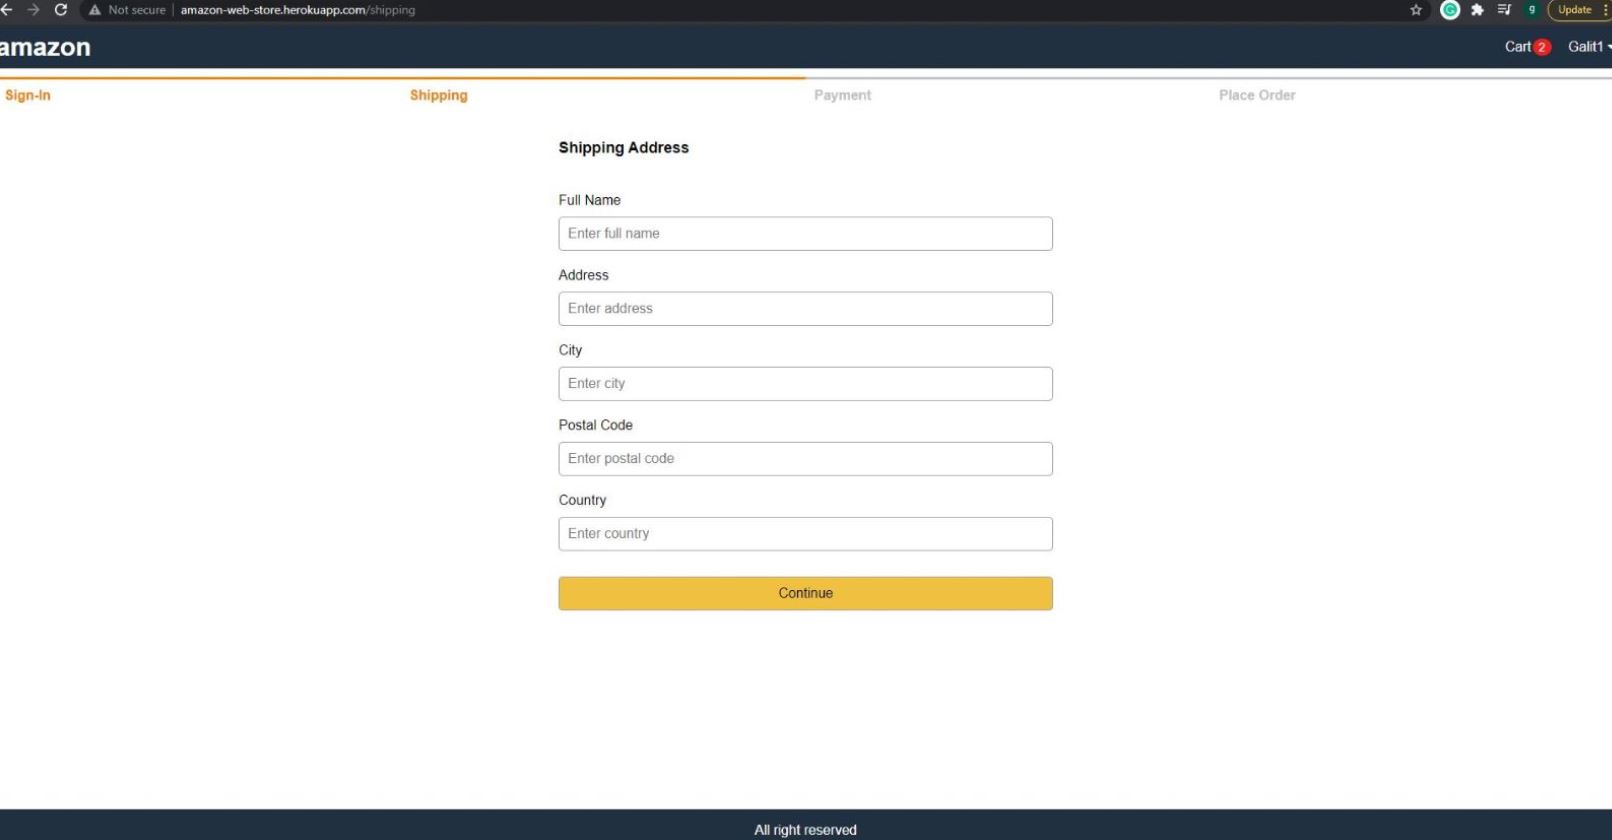 Not secure | amazon-web-store.herokuapp.com/shipping
g
Update
amazon
Cart 2 Galit1
Sign-In Shipping Payment Place Order
Shipping Address
Full Name
Enter full name
Address
Enter address
City
Enter city
Postal Code
Enter postal code
Country
Enter country
Continue
All right reserved